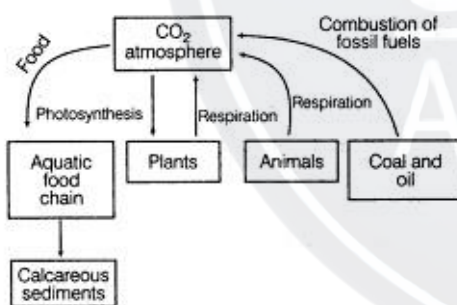 CO₂
atmosphere
Combustion of
fossil fuels
Food
Photosynthesis
Respiration
Respiration
Aquatic
food
chain
Plants
Animals
Coal and
oil
Calcareous
sediments